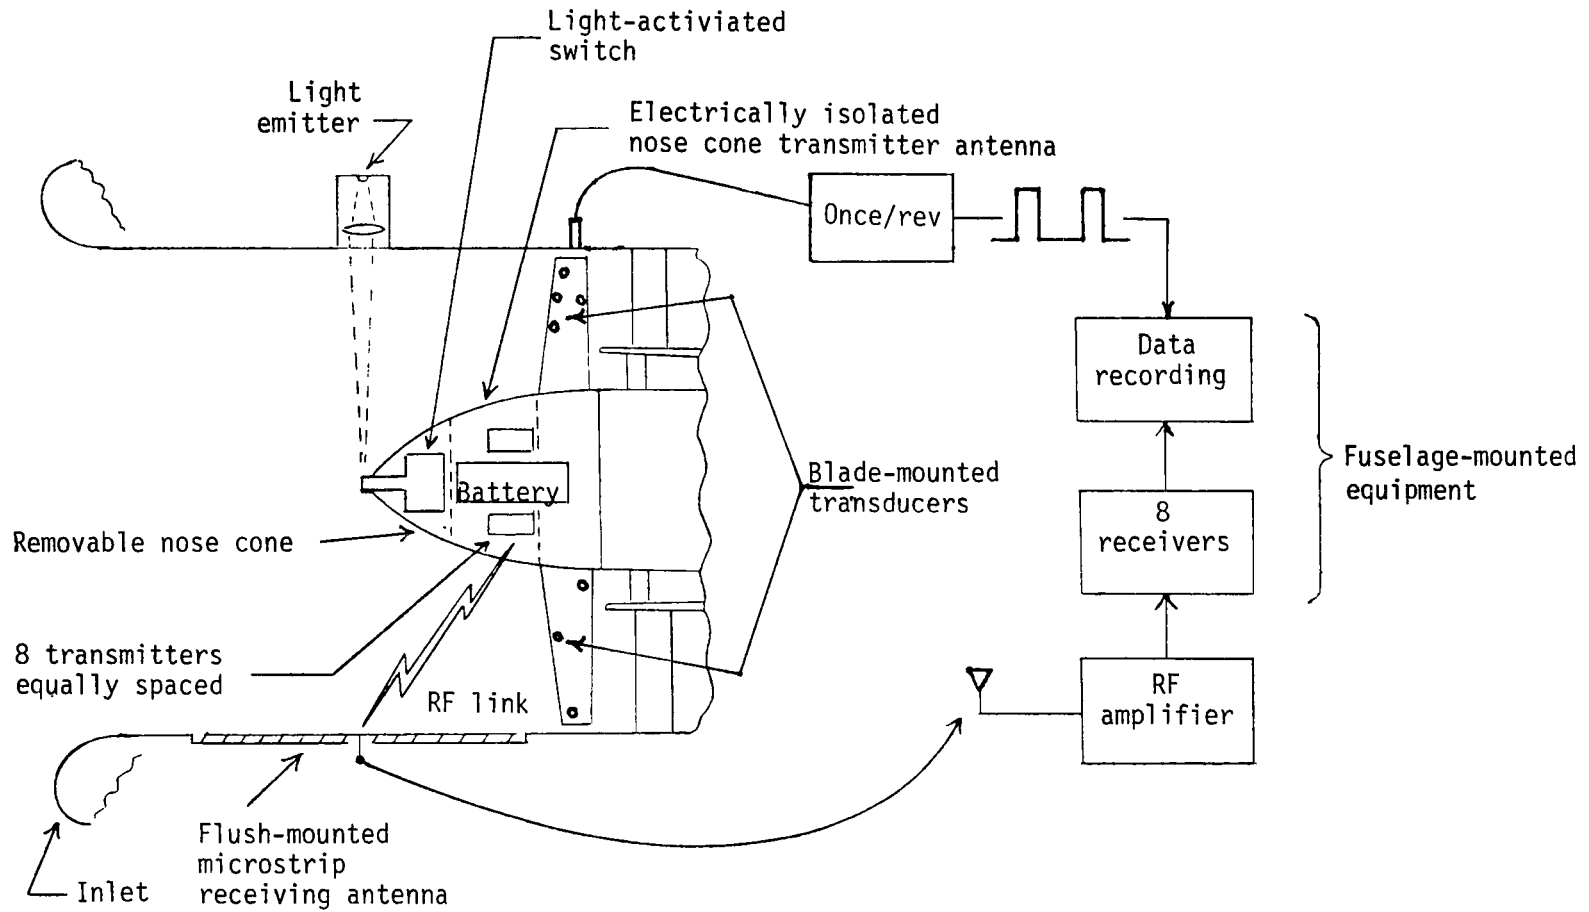 Light-activiated
switch
Light
emitter
Electrically isolated
nose cone transmitter antenna
Once/rev
Data
recording
Battery
Blade-mounted
transducers
Fuselage-mounted
equipment
8
receivers
Removable nose cone
8 transmitters
equally spaced
RF link
RF
amplifier
Flush-mounted
microstrip
receiving antenna
Inlet